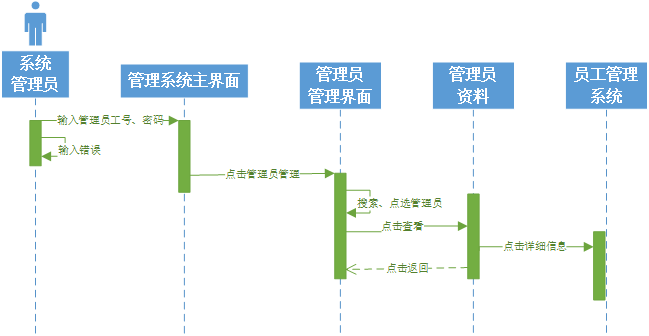 系统
管理员
管理系统主界面
管理员
管理界面
管理员
资料
员工管理
系统
输入管理员工号、密码
输入错误
点击管理员管理
搜索、点选管理员
点击查看
点击详细信息
点击返回